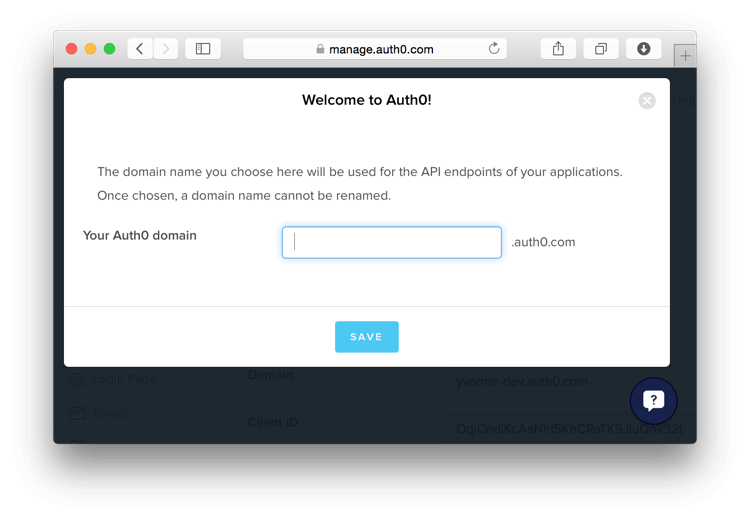 manage.auth0.com
Welcome to Auth0!
Help
The domain name you choose here will be used for the API endpoints of your applications.
Once chosen, a domain name cannot be renamed.
Your Auth0 domain
.auth0.com
SAVE
Login Page
Domain
yvonne-dev.auth0.com
Emails
Client ID
?